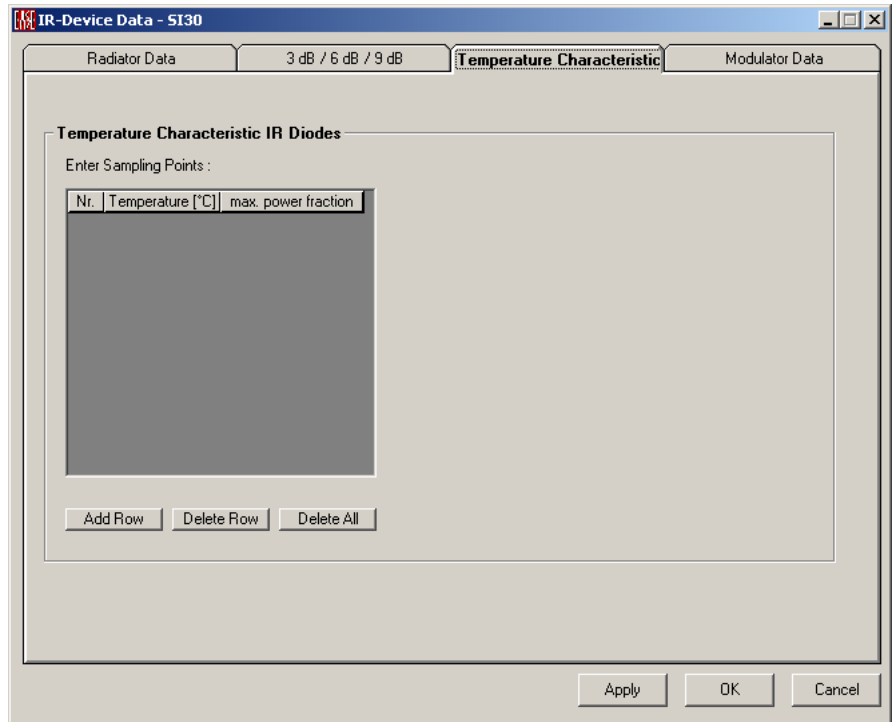 IR-Device Data - SI30
Radiator Data 3 dB / 6 dB / 9 dB Temperature Characteristic Modulator Data
Temperature Characteristic IR Diodes
Enter Sampling Points :
Nr. Temperature [°C] max. power fraction
Add Row Delete Row Delete All
Apply OK Cancel